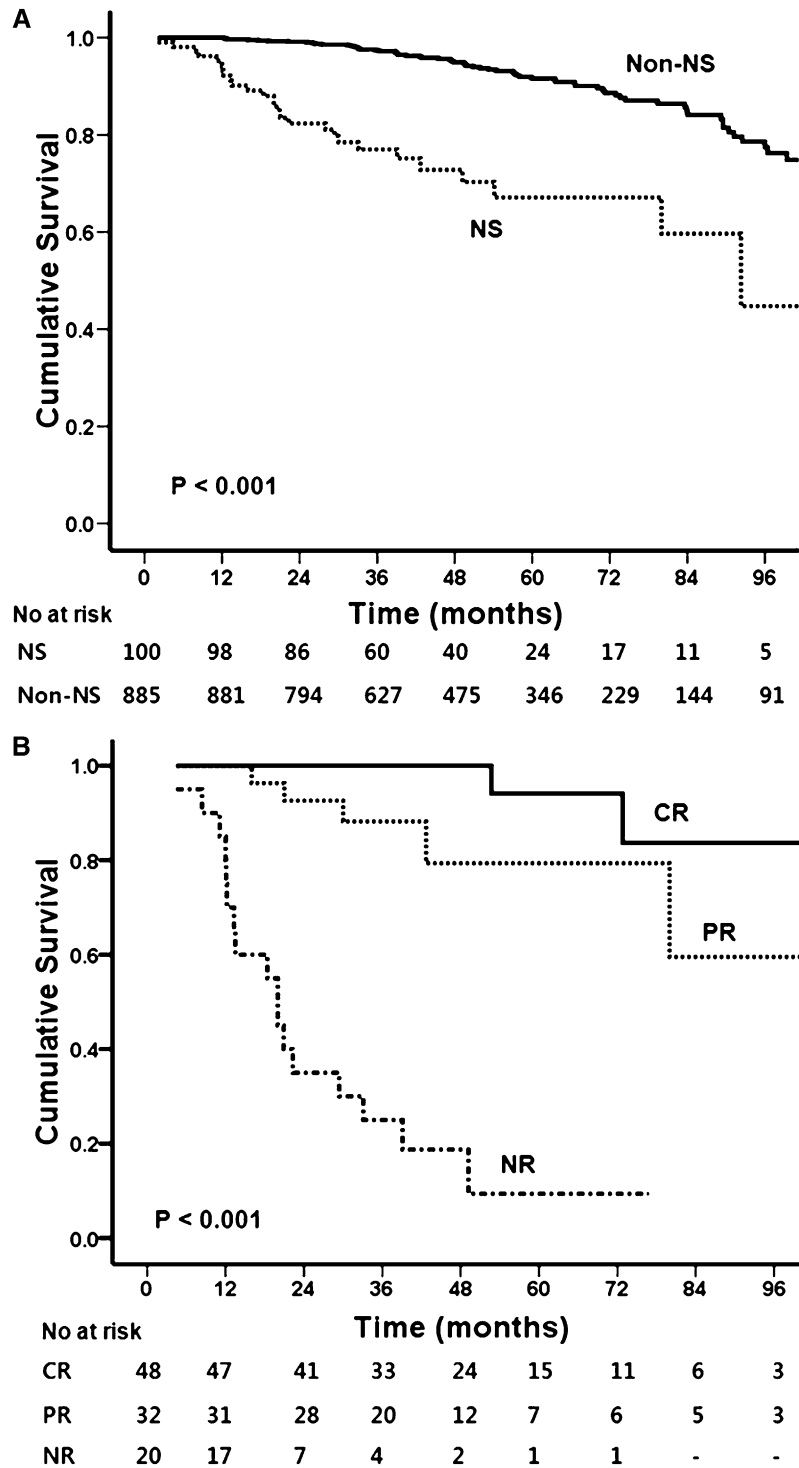 A
1.0
0.8
0.6
0.4
0.2
0.0
Cumulative Survival
Non-NS
NS
P < 0.001
0 12 24 36 48 60 72 84 96
No at risk Time (months)
NS 100 98 86 60 40 24 17 11 5
Non-NS 885 881 794 627 475 346 229 144 91
B
1.0
0.8
0.6
0.4
0.2
0.0
Cumulative Survival
CR
PR
NR
P < 0.001
0 12 24 36 48 60 72 84 96
No at risk Time (months)
CR 48 47 41 33 24 15 11 6 3
PR 32 31 28 20 12 7 6 5 3
NR 20 17 7 4 2 1 1 - -